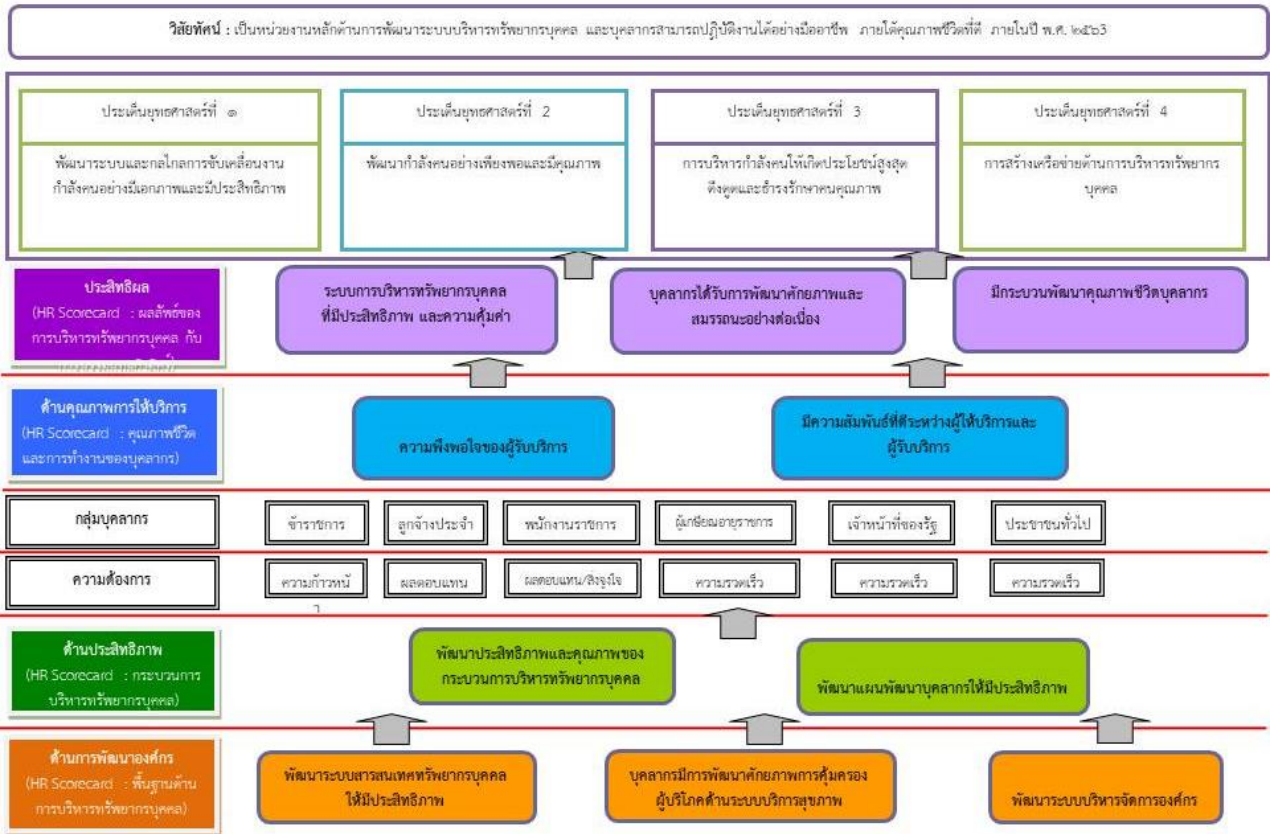 วิสัยทัศน์ : เป็นหน่วยงานหลักด้านการพัฒนาระบบบริหารทรัพยากรบุคคล และบุคลากรสามารถปฏิบัติงานได้อย่างมืออาชีพ ภายใต้คุณภาพชีวิตที่ดี ภายในปี พ.ศ. ๒๕๖๓
ประเด็นยุทธศาสตร์ที่ ๑
พัฒนาระบบและกลไกลการขับเคลื่อนงาน
กำลังคนอย่างมีเอกภาพและมีประสิทธิภาพ
ประเด็นยุทธศาสตร์ที่ 2
พัฒนากำลังคนอย่างเพียงพอและมีคุณภาพ
ประเด็นยุทธศาสตร์ที่ 3
การบริหารกำลังคนให้เกิดประโยชน์สูงสุด
ดึงดูดและธำรงรักษาคนคุณภาพ
ประเด็นยุทธศาสตร์ที่ 4
การสร้างเครือข่ายด้านการบริหารทรัพยากร
บุคคล
ประสิทธิผล
(HR Scorecard : ผลลัพธ์ของ
การบริหารทรัพยากรบุคคล กับ
ระบบการบริหารทรัพยากรบุคคล
ที่มีประสิทธิภาพ และความคุ้มค่า
บุคลากรได้รับการพัฒนาศักยภาพและ
สมรรถนะอย่างต่อเนื่อง
มีกระบวนพัฒนาคุณภาพชีวิตบุคลากร
ด้านคุณภาพการให้บริการ
(HR Scorecard : คุณภาพชีวิต
และการทำงานของบุคลากร)
ความพึงพอใจของผู้รับบริการ
มีความสัมพันธ์ที่ดีระหว่างผู้ให้บริการและ
ผู้รับบริการ
กลุ่มบุคลากร
ข้าราชการ
ลูกจ้างประจำ
พนักงานราชการ
ผู้เกษียณอายุราชการ
เจ้าหน้าที่ของรัฐ
ประชาชนทั่วไป
ความต้องการ
ความก้าวหน้
า
ผลตอบแทน
ผลตอบแทน/สิ่งจูงใจ
ความรวดเร็ว
ความรวดเร็ว
ความรวดเร็ว
ด้านประสิทธิภาพ
(HR Scorecard : กระบวนการ
บริหารทรัพยากรบุคคล)
พัฒนาประสิทธิภาพและคุณภาพของ
กระบวนการบริหารทรัพยากรบุคคล
พัฒนาแผนพัฒนาบุคลากรให้มีประสิทธิภาพ
ด้านการพัฒนาองค์กร
(HR Scorecard : พื้นฐานด้าน
การบริหารทรัพยากรบุคคล)
พัฒนาระบบสารสนเทศทรัพยากรบุคคล
ให้มีประสิทธิภาพ
บุคลากรมีการพัฒนาศักยภาพการคุ้มครอง
ผู้บริโภคด้านระบบบริการสุขภาพ
พัฒนาระบบบริหารจัดการองค์กร